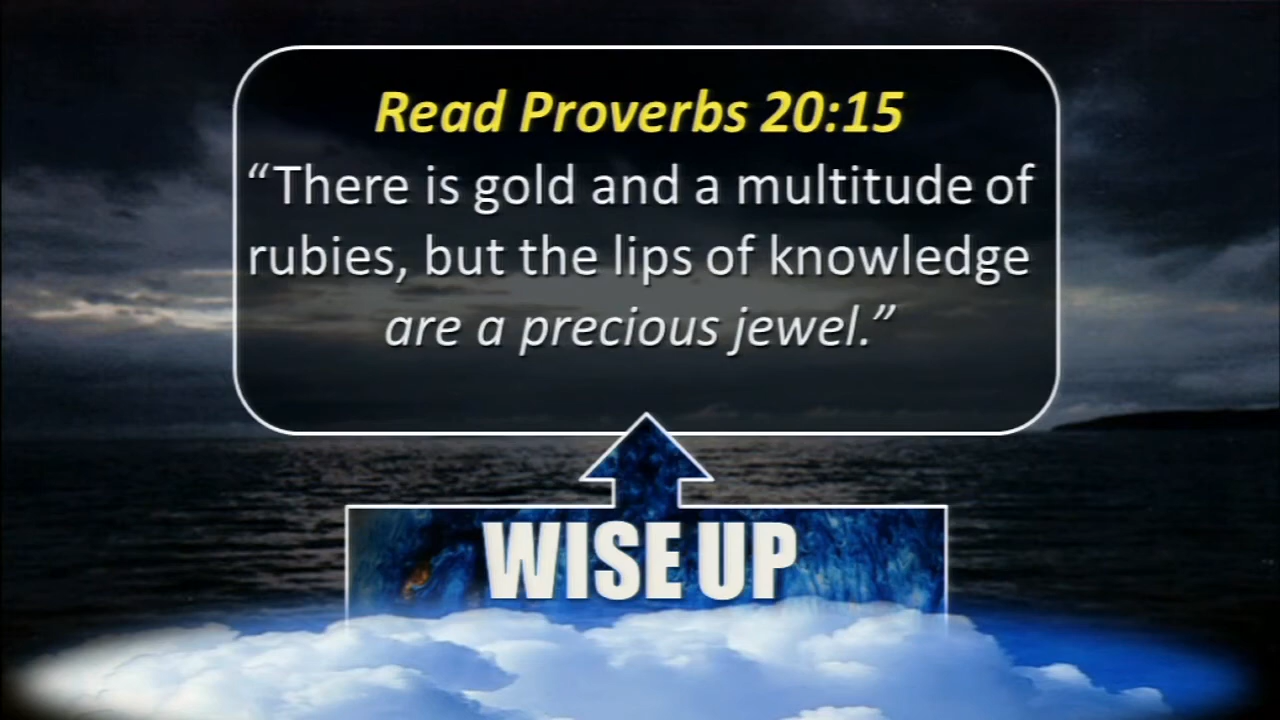 Read Proverbs 20:15
“There is gold and a multitude of
rubies, but the lips of knowledge
are a precious jewel.”
WISE UP